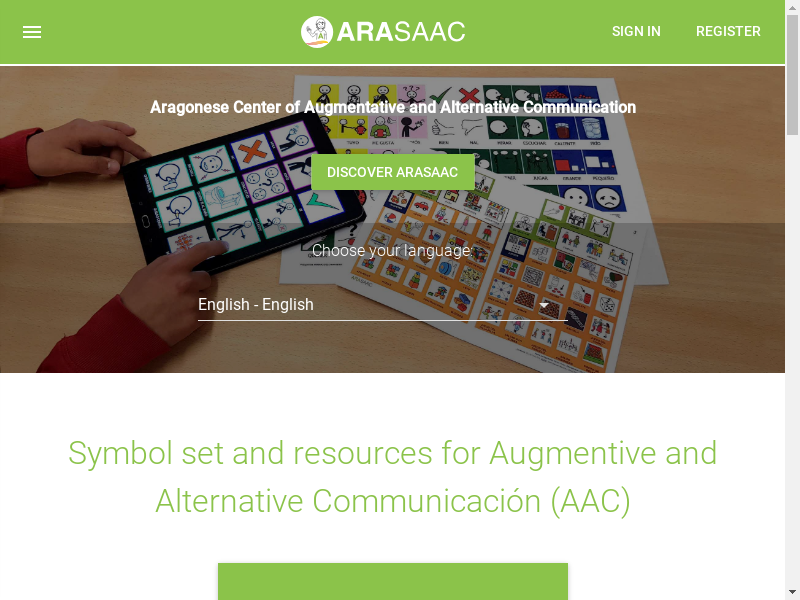 ARASAAC
SIGN IN
REGISTER
Aragonese Center of Augmentative and Alternative Communication
DISCOVER ARASAAC
Choose your language:
English - English
Symbol set and resources for Augmentive and
Alternative Communicación (AAC)